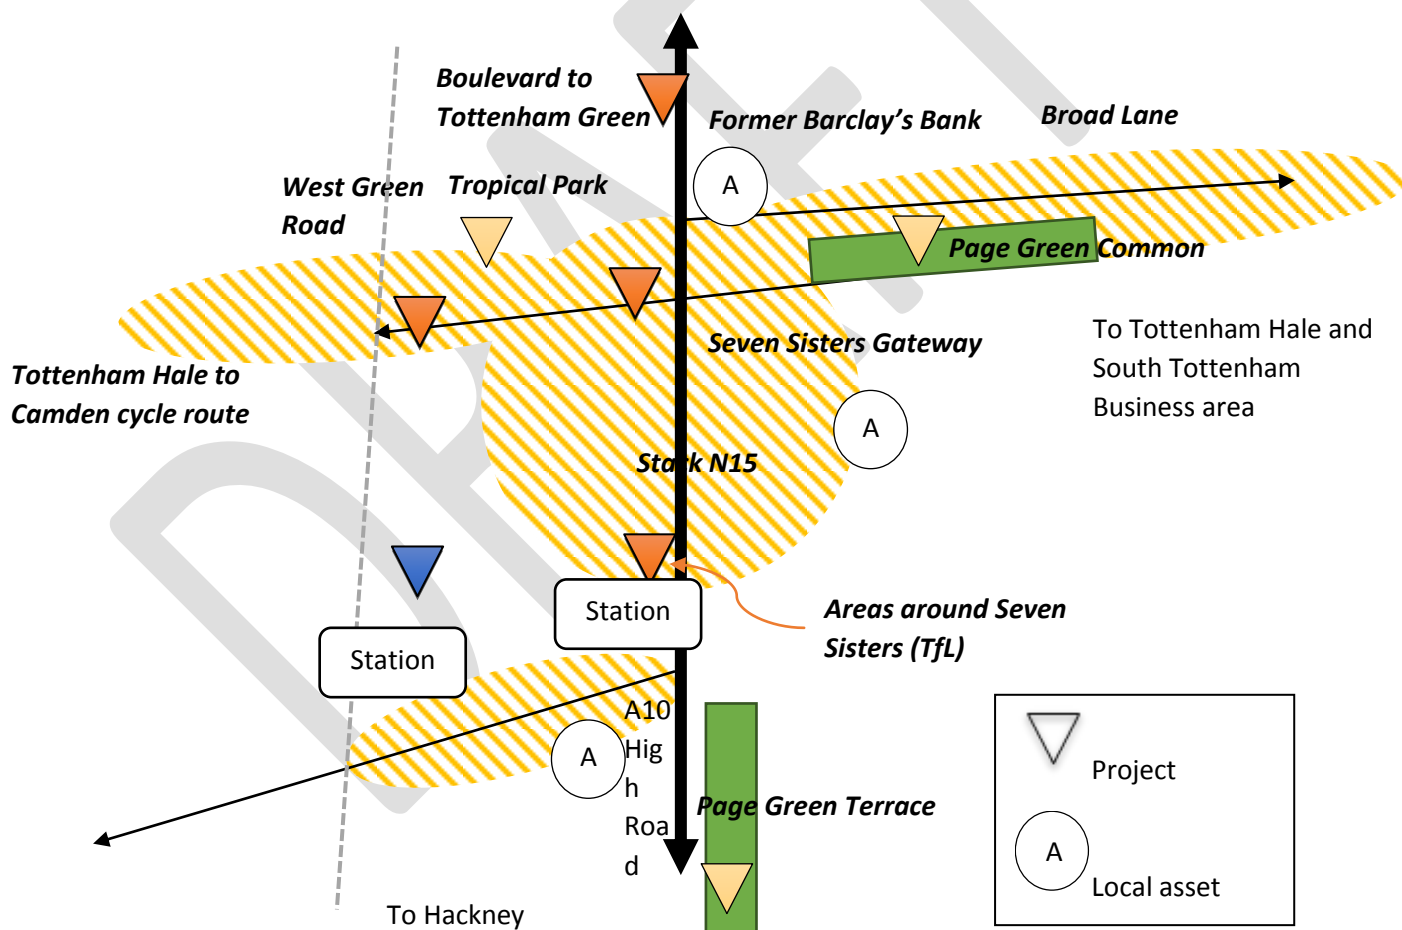 Boulevard to
Tottenham Green
Former Barclay's Bank
Broad Lane
A
West Green
Road
Tropical Park
Page Green Common
To Tottenham Hale and
South Tottenham
Business area
Seven Sisters Gateway
Tottenham Hale to
Camden cycle route
A
Stark N15
Station
Areas around Seven
Sisters (TfL)
Station
A10
Hig
h
Roa
d
A
Page Green Terrace
Project
A
Local asset
To Hackney
DRAFT